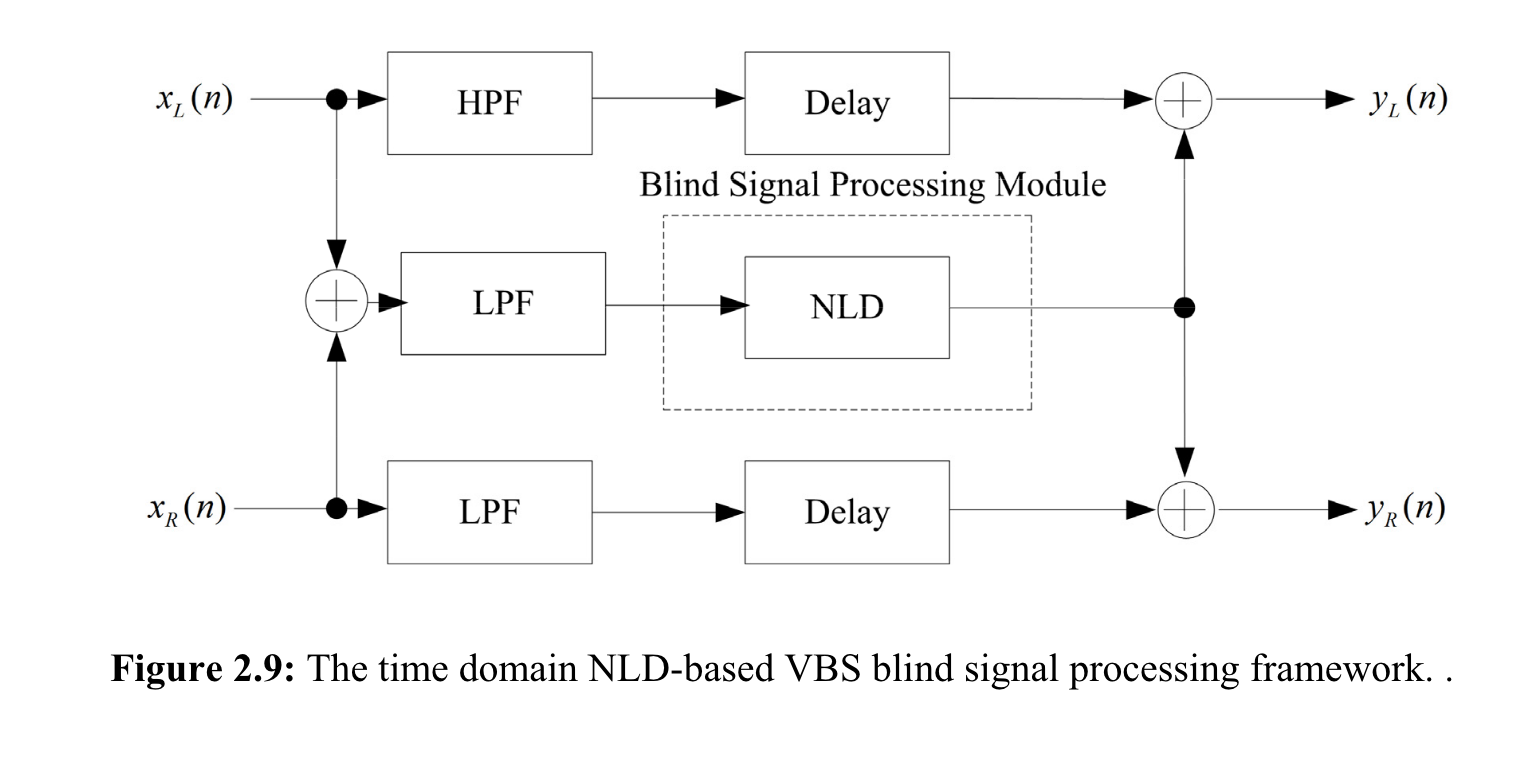 x_L(n) HPF Delay y_L(n)
Blind Signal Processing Module
LPF NLD
x_R(n) LPF Delay y_R(n)
Figure 2.9: The time domain NLD-based VBS blind signal processing framework. .